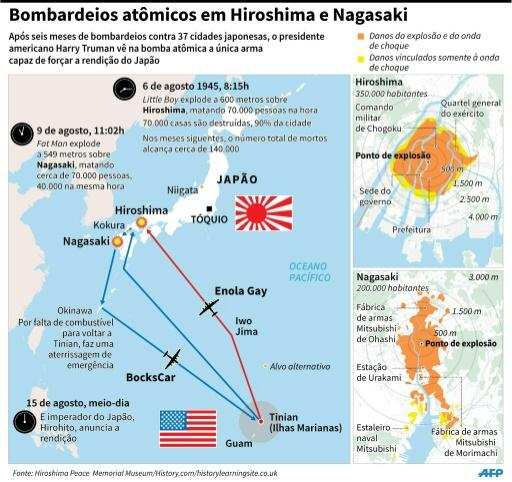 Bombardeios atômicos em Hiroshima e Nagasaki
Após seis meses de bombardeios contra 37 cidades japonesas, o presidente
americano Harry Truman vê na bomba atômica a única arma
capaz de forçar a rendição do Japão
Danos da explosão e da onda
de choque
Danos vinculados somente à onda
de choque
6 de agosto 1945, 8:15h
Little Boy explode a 600 metros sobre
Hiroshima, matando 70.000 pessoas na hora
70.000 casas são destruídas, 90% da cidade
Nos meses siguentes, o número total de mortos
alcança cerca de 140.000
9 de agosto, 11:02h
Fat Man explode
a 549 metros sobre
Nagasaki, matando
cerca de 70.000 pessoas,
40.000 na mesma hora
JAPÃO
Niigata
TÓQUIO
Hiroshima
Kokura
Nagasaki
OCEANO
PACÍFICO
Enola Gay
Iwo
Jima
Okinawa
Por falta de combustível
para voltar a
Tinian, faz uma
aterrissagem de
emergência
BocksCar
Alvo alternativo
15 de agosto, meio-dia
E imperador do Japão,
Hirohito, anuncia a
rendição
Tinian
(Ilhas Marianas)
Guam
Hiroshima
350.000 habitantes
Comando
militar
de Chogoku
Quartel general
do exército
Ponto de explosão
500 m
1.500 m
2.500 m
4.000 m
Sede do
governo
Prefeitura
Nagasaki
200.000 habitantes
3.000 m
Fábrica
de armas
Mitsubishi
de Ohashi
1.500 m
500 m
Ponto de explosão
Estação
de Urakami
Estaleiro
naval
Mitsubishi
Fábrica de armas
Mitsubishi
de Morimachi
Fonte: Hiroshima Peace Memorial Museum/History.com/historylearningsite.co.uk
AFP